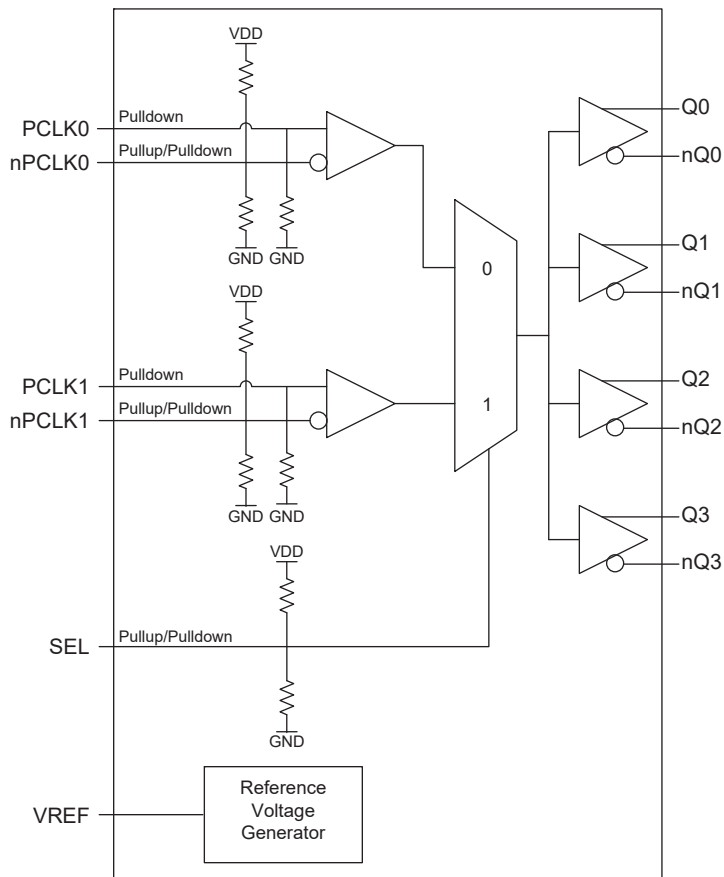 VDD
PCLK0
Pulldown
nPCLK0
Pullup/Pulldown
GND
GND
VDD
PCLK1
Pulldown
nPCLK1
Pullup/Pulldown
GND
GND
VDD
SEL
Pullup/Pulldown
GND
VREF
Reference
Voltage
Generator
0
1
Q0
nQ0
Q1
nQ1
Q2
nQ2
Q3
nQ3